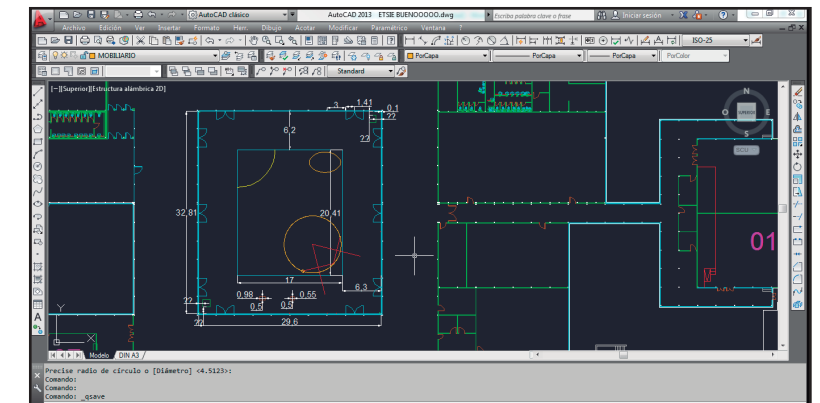 AutoCAD clásico AutoCAD 2013 ETSIE BUENOOOOO.dwg Escriba palabra clave o frase Iniciar sesión
Archivo Edición Ver Insertar Formato Herr. Dibujo Acotar Modificar Paramétrico Ventana ?
ISO-25
MOBILIARIO PorCapa PorCapa PorCapa PorColor
Standard
[-][Superior][Estructura alámbrica 2D]
N
O SUPERIOR E
S
DCU
3 1,41 0,1
22
6,2 22
32,81 20,41
01
17
6,3
0,98 0,55
22 0,5 0,5
22 29,6
Y
X
Modelo DIN A3
Precise radio de círculo o [Diámetro] <4.5123>:
Comando:
Comando:
Comando: _qsave